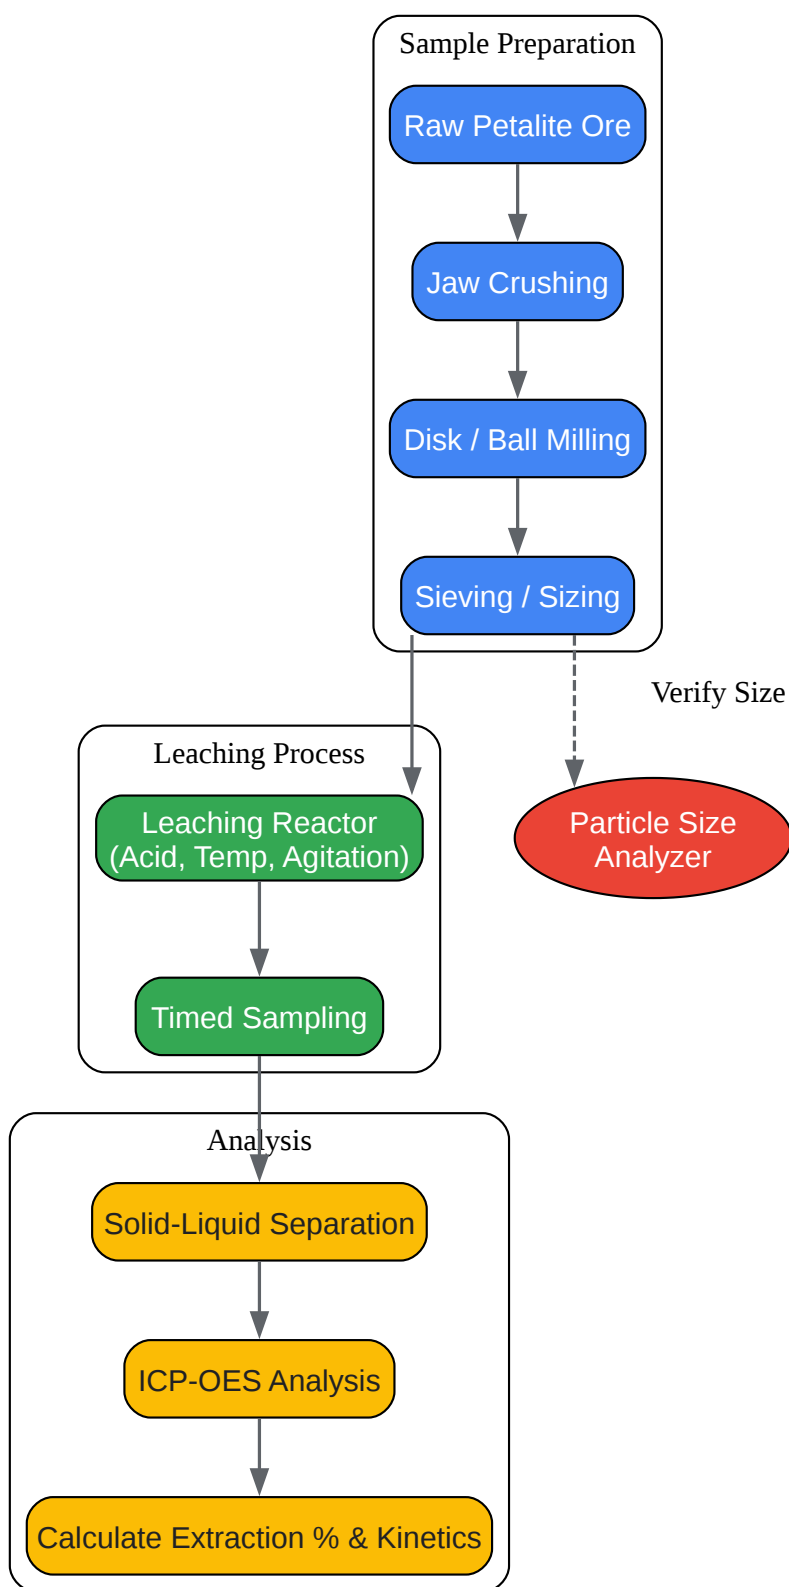 Sample Preparation
Raw Petalite Ore
Jaw Crushing
Disk / Ball Milling
Sieving / Sizing
Verify Size
Leaching Process
Leaching Reactor
(Acid, Temp, Agitation)
Particle Size
Analyzer
Timed Sampling
Analysis
Solid-Liquid Separation
ICP-OES Analysis
Calculate Extraction % & Kinetics